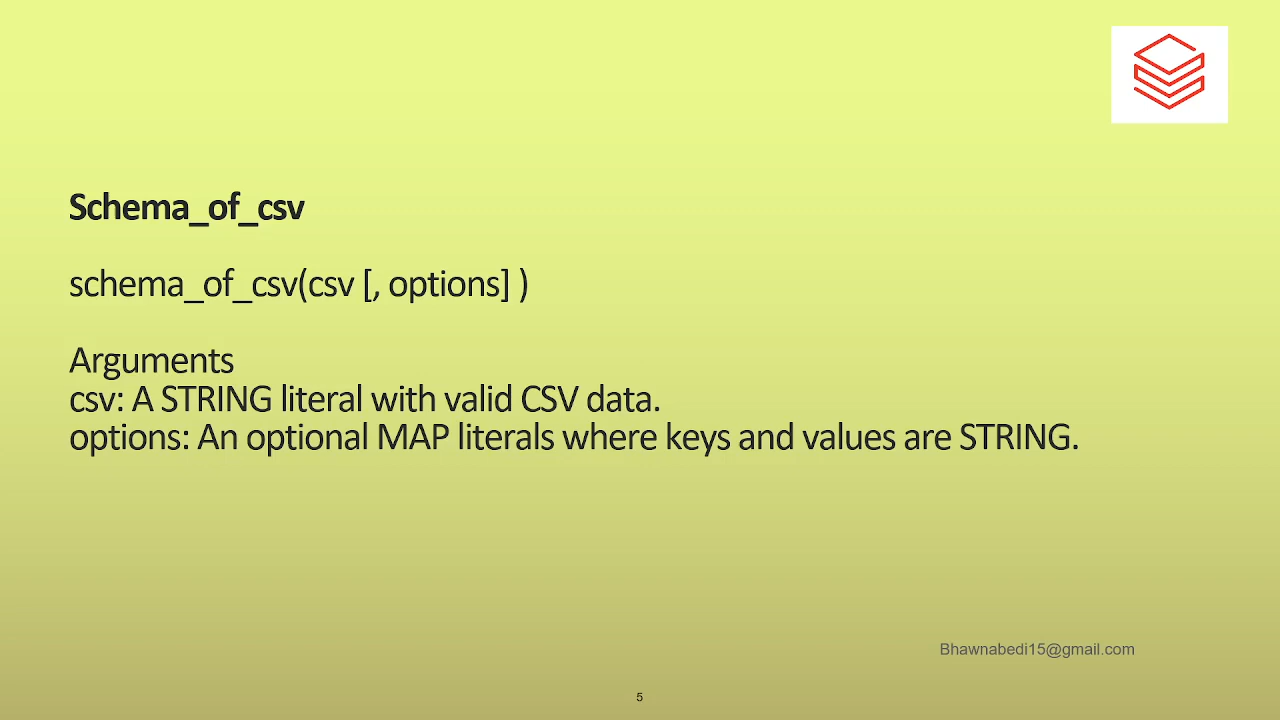 Schema_of_csv
schema_of_csv(csv [, options] )
Arguments
csv: A STRING literal with valid CSV data.
options: An optional MAP literals where keys and values are STRING.
Bhawnabedi15@gmail.com
5